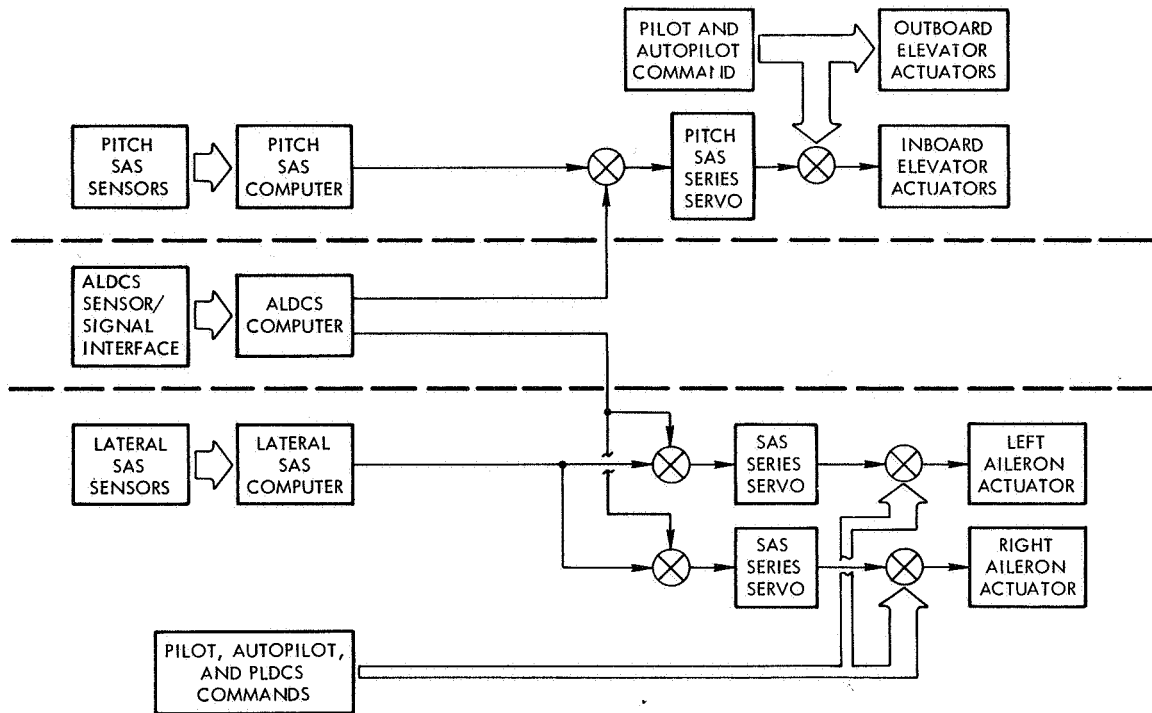 PILOT AND
AUTOPILOT
COMMAND
OUTBOARD
ELEVATOR
ACTUATORS
PITCH
SAS
SENSORS
PITCH
SAS
COMPUTER
PITCH
SAS
SERIES
SERVO
INBOARD
ELEVATOR
ACTUATORS
ALDCS
SENSOR/
SIGNAL
INTERFACE
ALDCS
COMPUTER
LATERAL
SAS
SENSORS
LATERAL
SAS
COMPUTER
SAS
SERIES
SERVO
LEFT
AILERON
ACTUATOR
SAS
SERIES
SERVO
RIGHT
AILERON
ACTUATOR
PILOT, AUTOPILOT,
AND PLDCS
COMMANDS